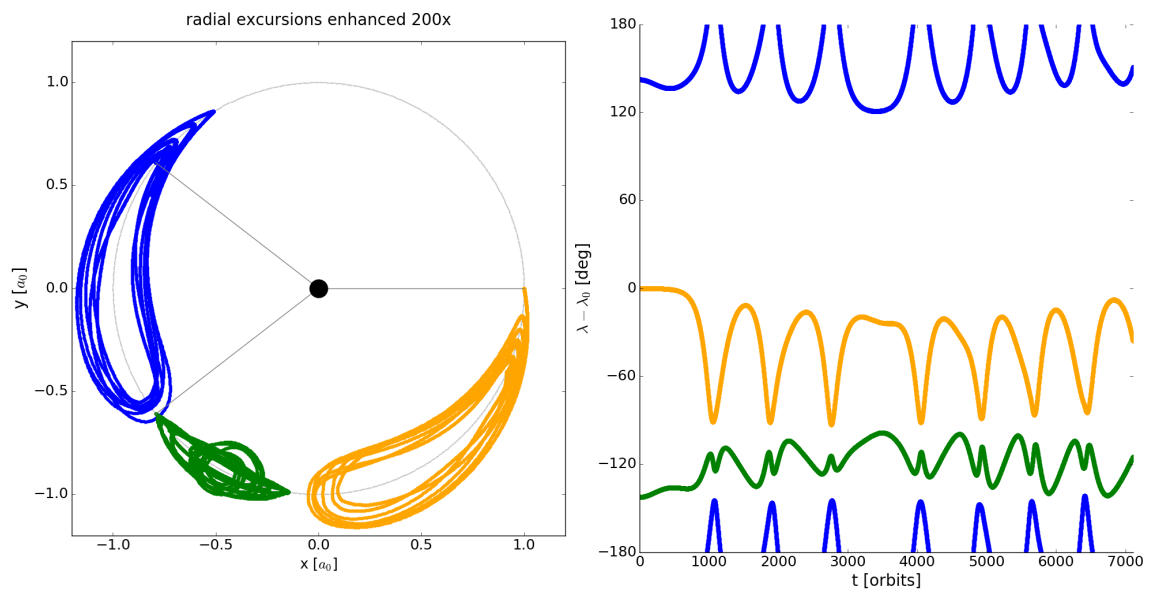 radial excursions enhanced 200x
1.0
0.5
0.0
−0.5
−1.0
y [a₀]
−1.0 −0.5 0.0 0.5 1.0
x [a₀]
180
120
60
0
−60
−120
−180
λ − λ₀ [deg]
0 1000 2000 3000 4000 5000 6000 7000
t [orbits]